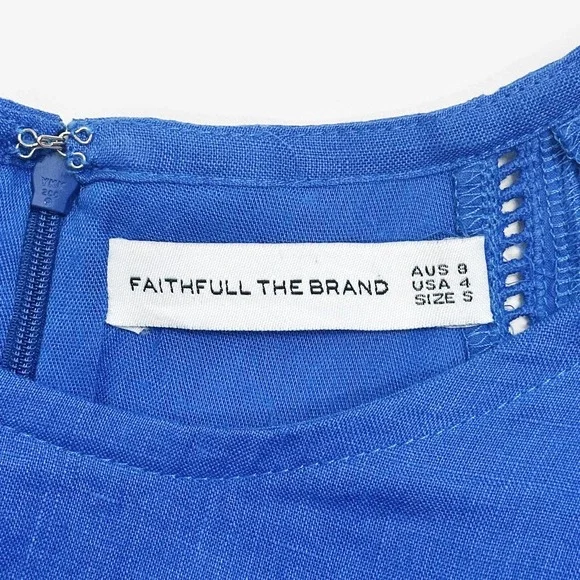 FAITHFULL THE BRAND
AUS 8
USA 4
SIZE S